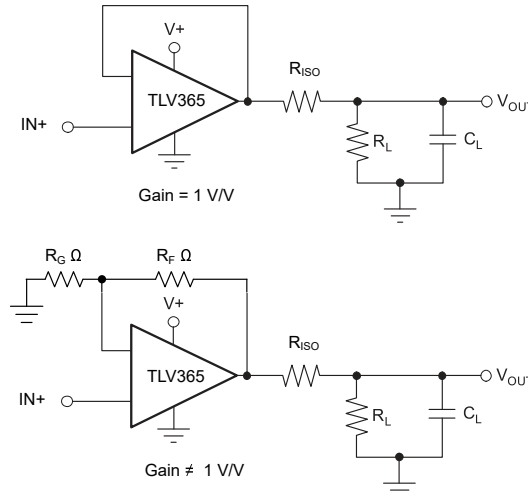 V+
R_ISO
TLV365
V_OUT
IN+
R_L
C_L
Gain = 1 V/V
R_G Ω
R_F Ω
V+
R_ISO
TLV365
V_OUT
IN+
R_L
C_L
Gain ≠ 1 V/V